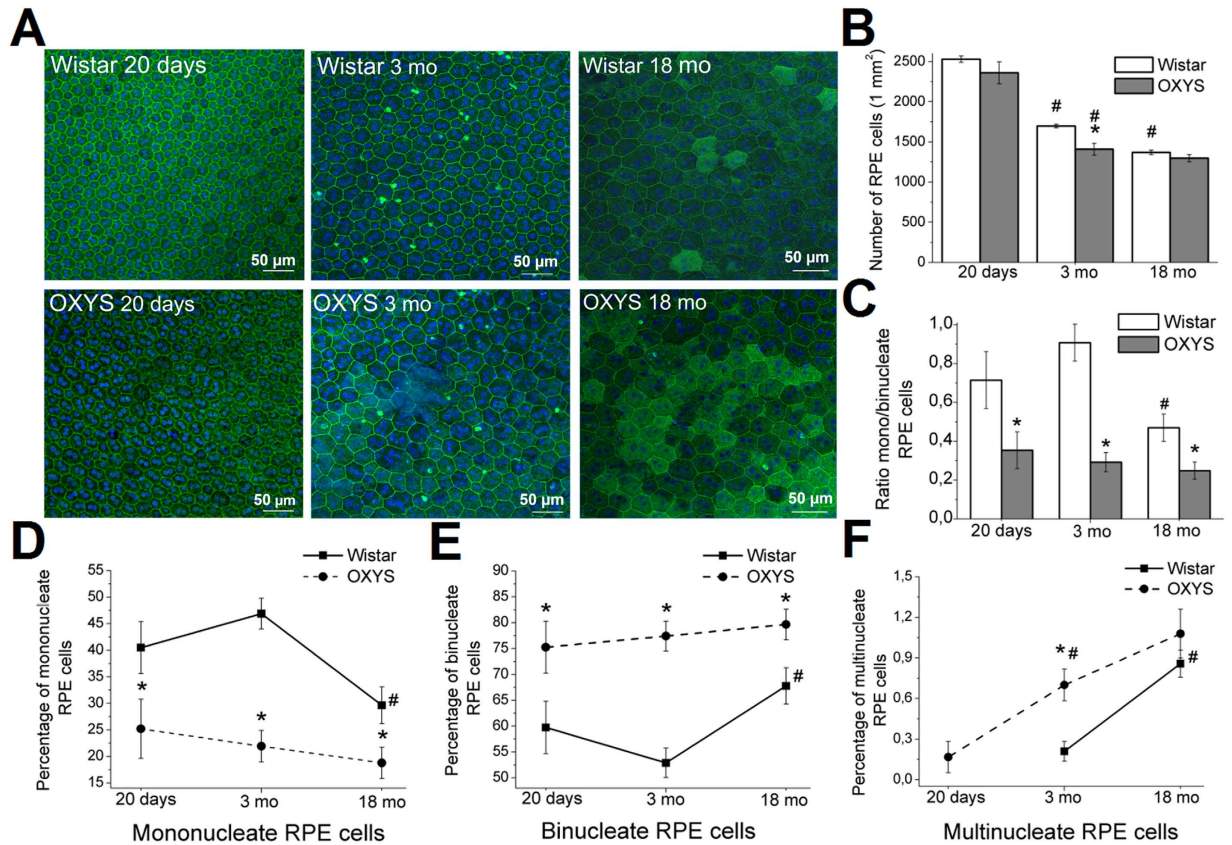 A
Wistar 20 days
50 µm
Wistar 3 mo
50 µm
Wistar 18 mo
50 µm
OXYS 20 days
50 µm
OXYS 3 mo
50 µm
OXYS 18 mo
50 µm
B
Number of RPE cells (1 mm²)
2500
2000
1500
1000
500
0
Wistar
OXYS
#
#
*
#
20 days
3 mo
18 mo
C
Ratio mono/binucleate
RPE cells
1,0
0,8
0,6
0,4
0,2
0,0
Wistar
OXYS
*
*
#
*
20 days
3 mo
18 mo
D
Wistar
OXYS
Percentage of mononucleate
RPE cells
55
50
45
40
35
30
25
20
15
*
*
#
*
20 days
3 mo
18 mo
Mononucleate RPE cells
E
Wistar
OXYS
Percentage of binucleate
RPE cells
90
85
80
75
70
65
60
55
50
*
*
*
#
20 days
3 mo
18 mo
Binucleate RPE cells
F
Wistar
OXYS
Percentage of multinucleate
RPE cells
1,5
1,2
0,9
0,6
0,3
0,0
*#
#
20 days
3 mo
18 mo
Multinucleate RPE cells